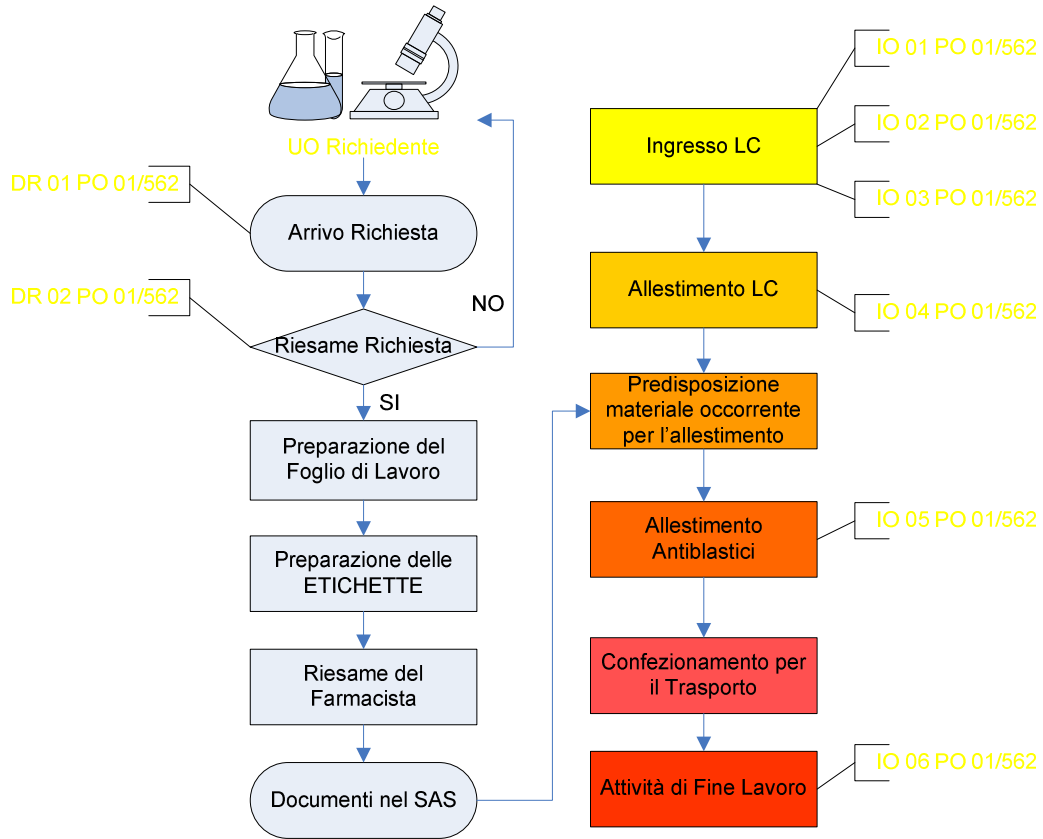 UO Richiedente
DR 01 PO 01/562
Arrivo Richiesta
DR 02 PO 01/562
NO
Riesame Richiesta
SI
Preparazione del
Foglio di Lavoro
Preparazione delle
ETICHETTE
Riesame del
Farmacista
Documenti nel SAS
IO 01 PO 01/562
IO 02 PO 01/562
Ingresso LC
IO 03 PO 01/562
Allestimento LC
IO 04 PO 01/562
Predisposizione
materiale occorrente
per l'allestimento
IO 05 PO 01/562
Allestimento
Antiblastici
Confezionamento per
il Trasporto
IO 06 PO 01/562
Attività di Fine Lavoro